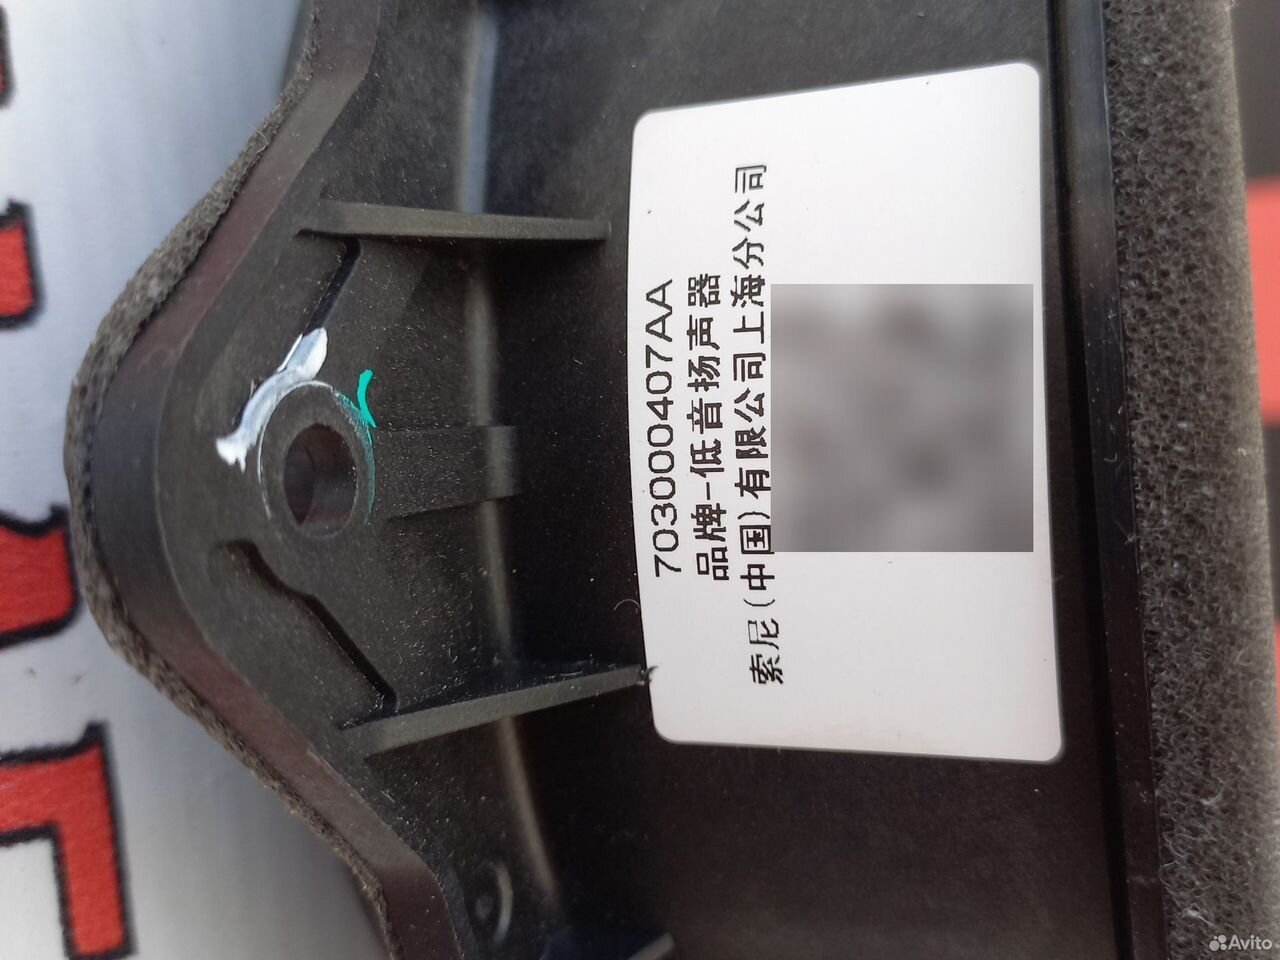 703000407AA
品牌-低音扬声器
索尼(中国)有限公司上海分公司
Avito